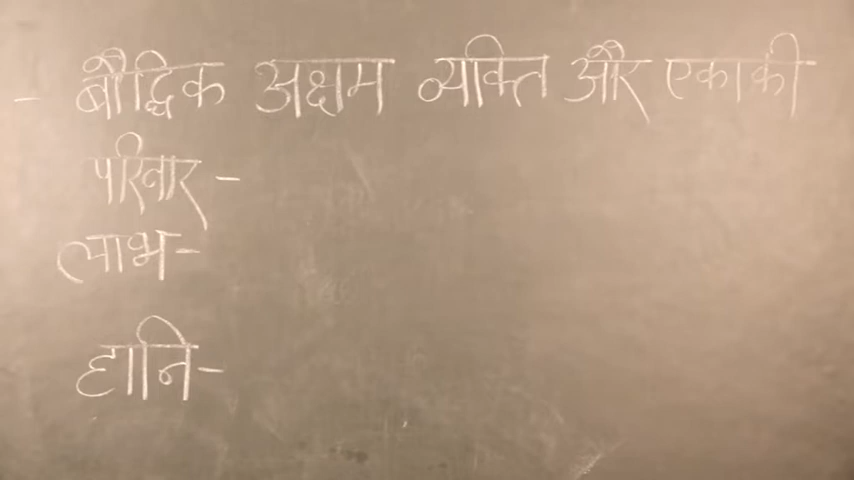 - बौद्धिक अक्षम व्यक्ति और एकाकी
परिवार -
लाभ-
हानि-